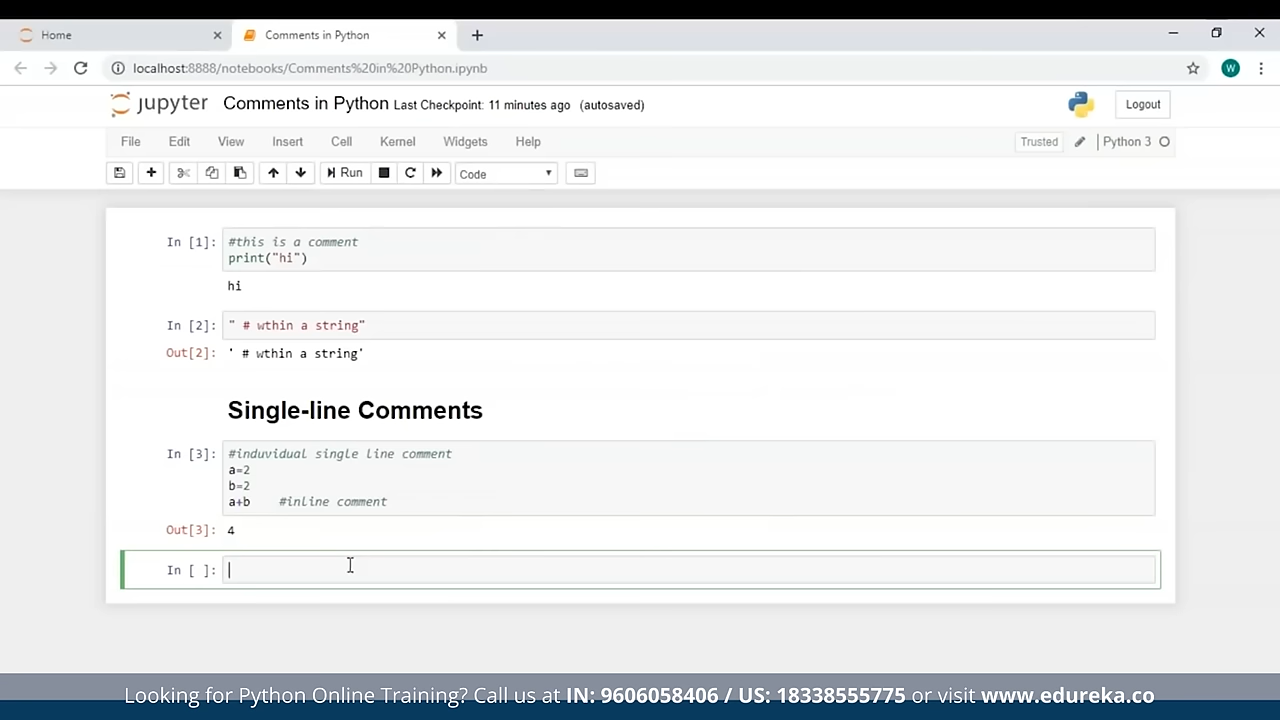 Home
Comments in Python
localhost:8888/notebooks/Comments%20in%20Python.ipynb
W
jupyter Comments in Python Last Checkpoint: 11 minutes ago (autosaved)
Logout
File Edit View Insert Cell Kernel Widgets Help
Trusted Python 3
Run Code
In [1]: #this is a comment
print("hi")
hi
In [2]: " # wthin a string"
Out[2]: ' # wthin a string'
Single-line Comments
In [3]: #induvidual single line comment
a=2
b=2
a+b #inline comment
Out[3]: 4
In [ ]:
Looking for Python Online Training? Call us at IN: 9606058406 / US: 18338555775 or visit www.edureka.co